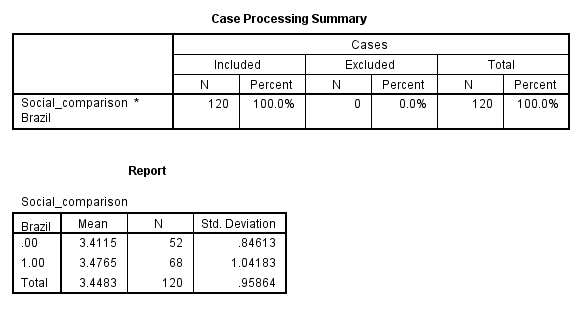 Case Processing Summary
Cases
Included Excluded Total
N Percent N Percent N Percent
Social_comparison * Brazil 120 100.0% 0 0.0% 120 100.0%
Report
Social_comparison
Brazil Mean N Std. Deviation
.00 3.4115 52 .84613
1.00 3.4765 68 1.04183
Total 3.4483 120 .95864